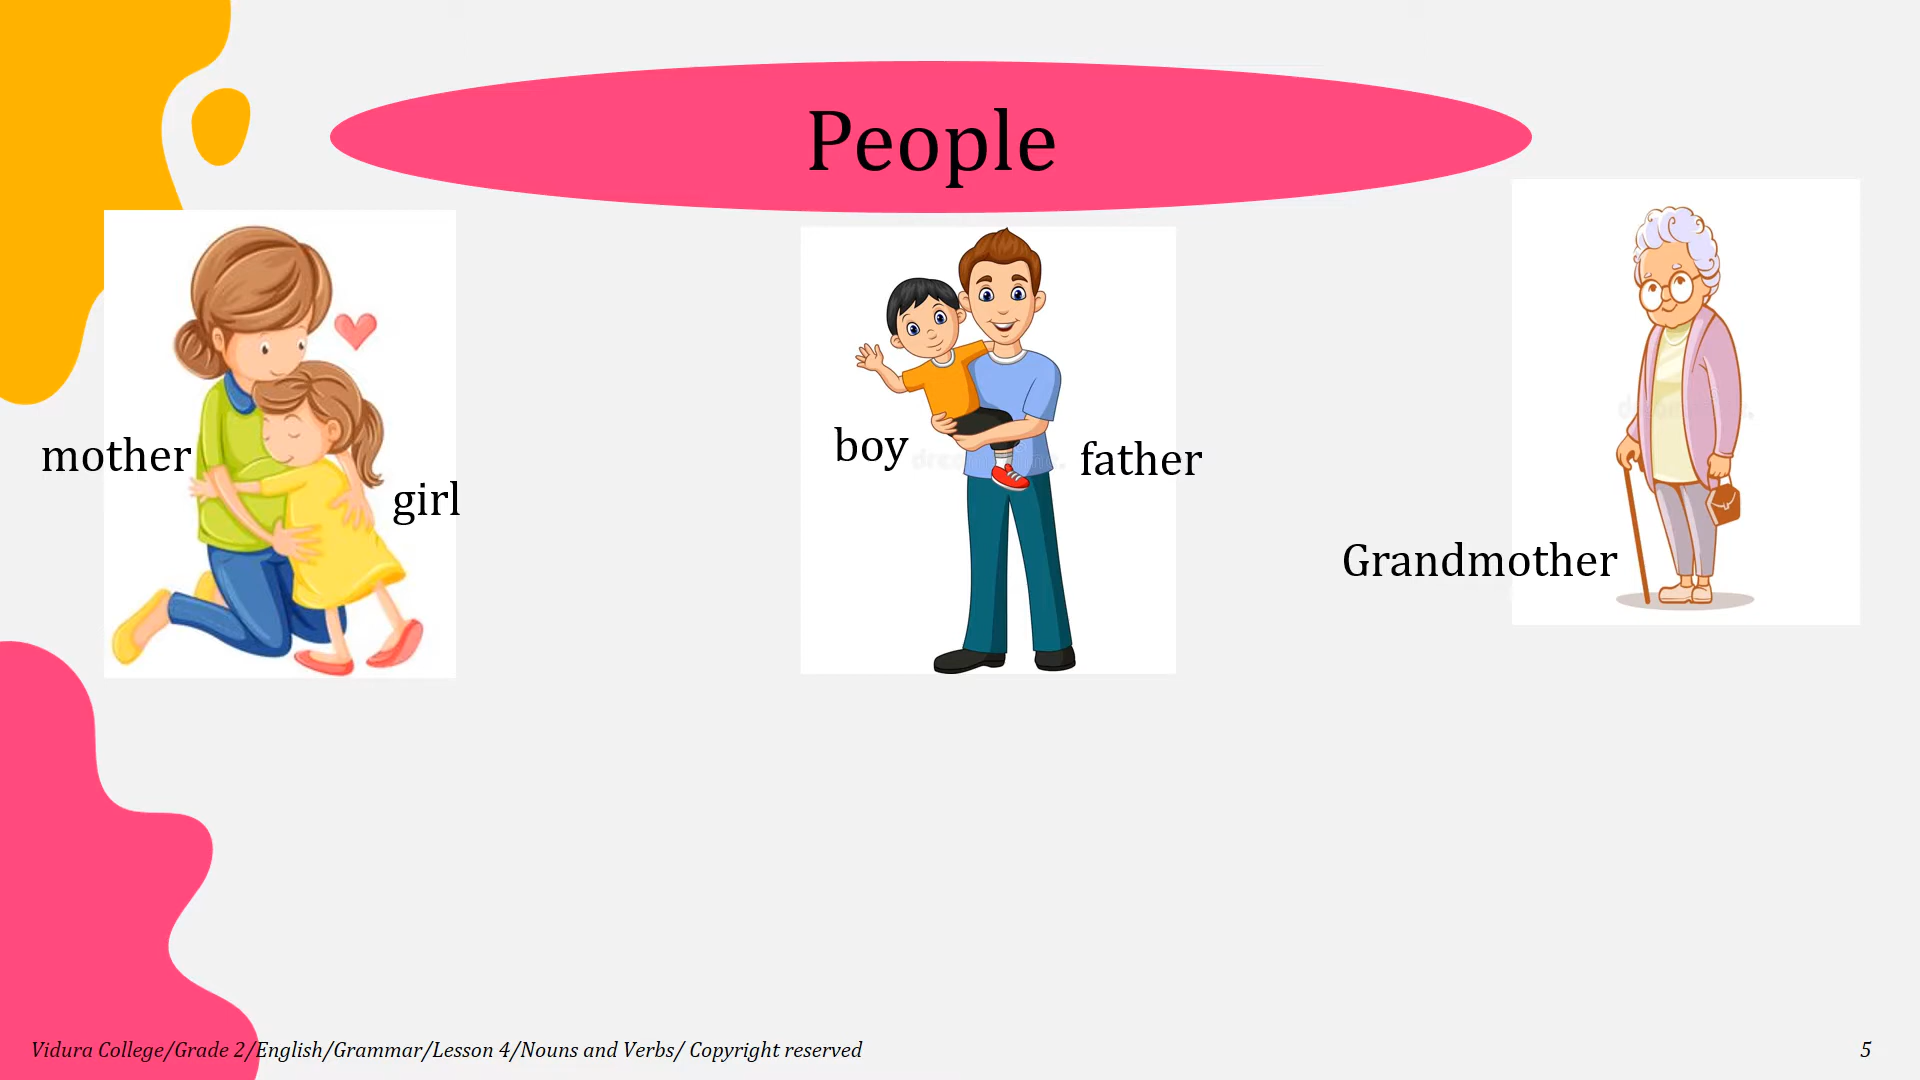 People
mother
girl
boy
father
Grandmother
Vidura College/Grade 2/English/Grammar/Lesson 4/Nouns and Verbs/ Copyright reserved
5